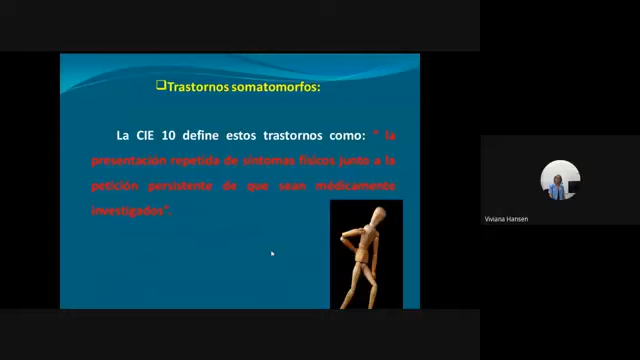 ❑Trastornos somatomorfos:
La CIE 10 define estos trastornos como: " la
presentación repetida de síntomas físicos junto a la
petición persistente de que sean médicamente
investigados".
Viviana Hansen